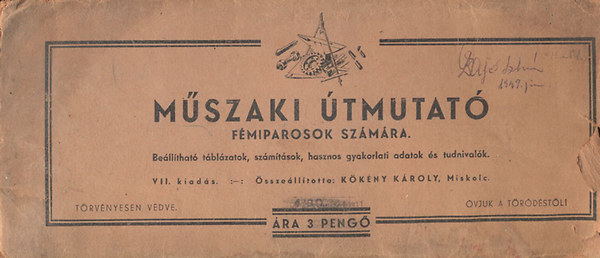 MŰSZAKI ÚTMUTATÓ
FÉMIPAROSOK SZÁMÁRA.
Beállítható táblázatok, számítások, hasznos gyakorlati adatok és tudnivalók.
VII. kiadás. :—: Összeállította: KÖKÉNY KÁROLY, Miskolc.
TÖRVÉNYESEN VÉDVE.
ÓVJUK A TÖRŐDÉSTŐL!
ÁRA 3 PENGŐ
István